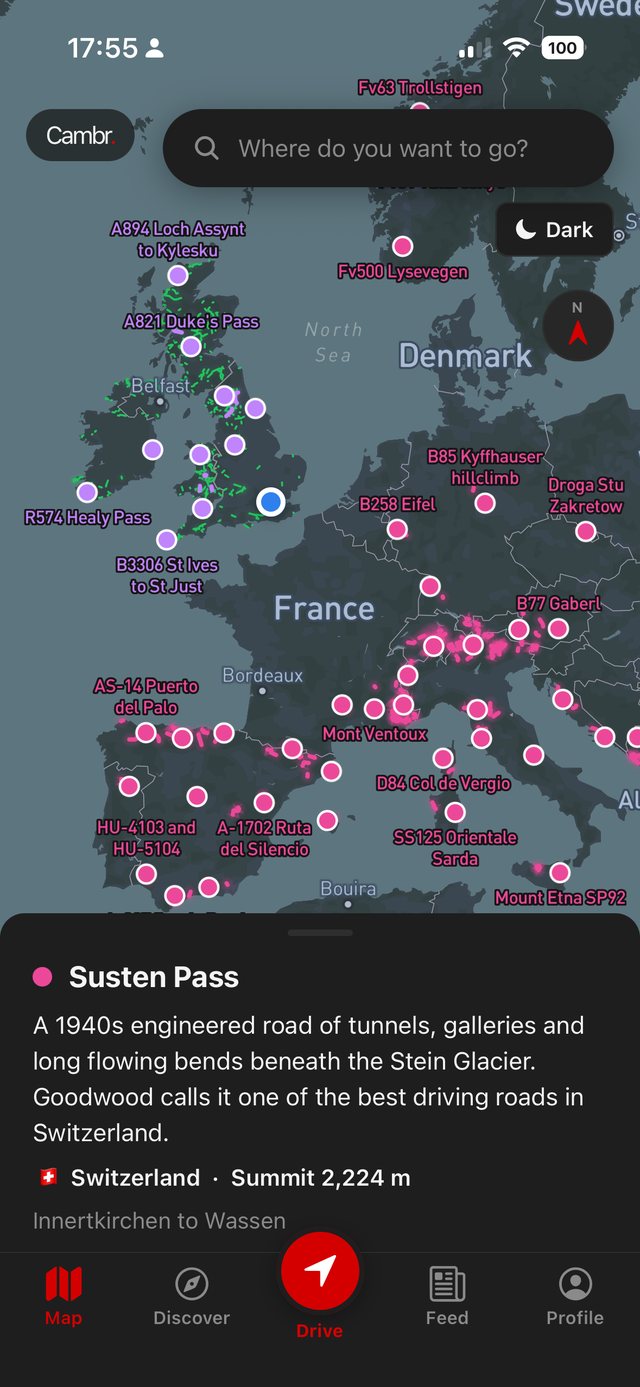 Swede
17:55
100
Fv63 Trollstigen
Cambr.
Where do you want to go?
A894 Loch Assynt
to Kylesku
Dark
Fv500 Lysevegen
N
A821 Duke's Pass
North
Sea
Denmark
Belfast
B85 Kyffhauser
hillclimb
Droga Stu
Zakretow
B258 Eifel
R574 Healy Pass
B3306 St Ives
to St Just
France
B77 Gaberl
Bordeaux
AS-14 Puerto
del Palo
Mont Ventoux
D84 Col de Vergio
Al
HU-4103 and
HU-5104
A-1702 Ruta
del Silencio
SS125 Orientale
Sarda
Bouira
Mount Etna SP92
Susten Pass
A 1940s engineered road of tunnels, galleries and
long flowing bends beneath the Stein Glacier.
Goodwood calls it one of the best driving roads in
Switzerland.
Switzerland · Summit 2,224 m
Innertkirchen to Wassen
Map
Discover
Drive
Feed
Profile